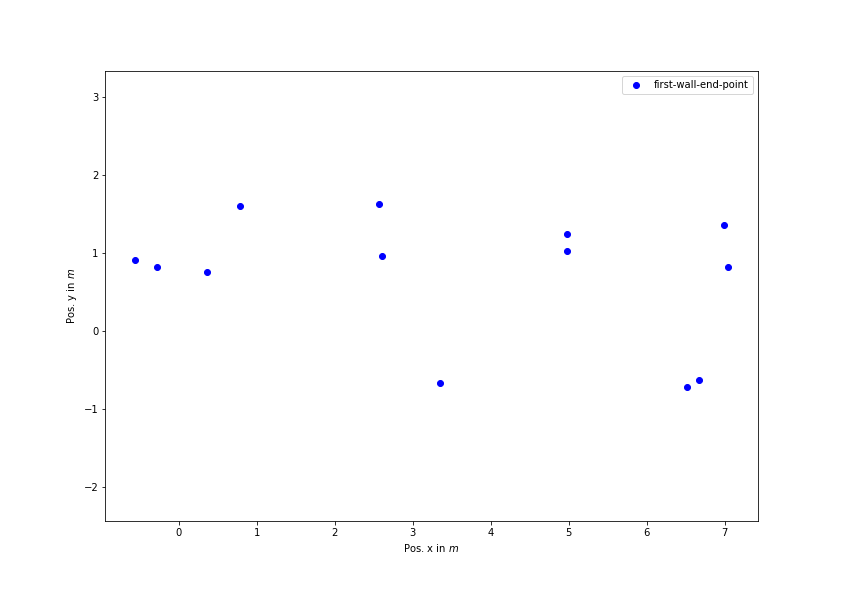 first-wall-end-point
3
2
1
0
−1
−2
Pos. y in m
0 1 2 3 4 5 6 7
Pos. x in m